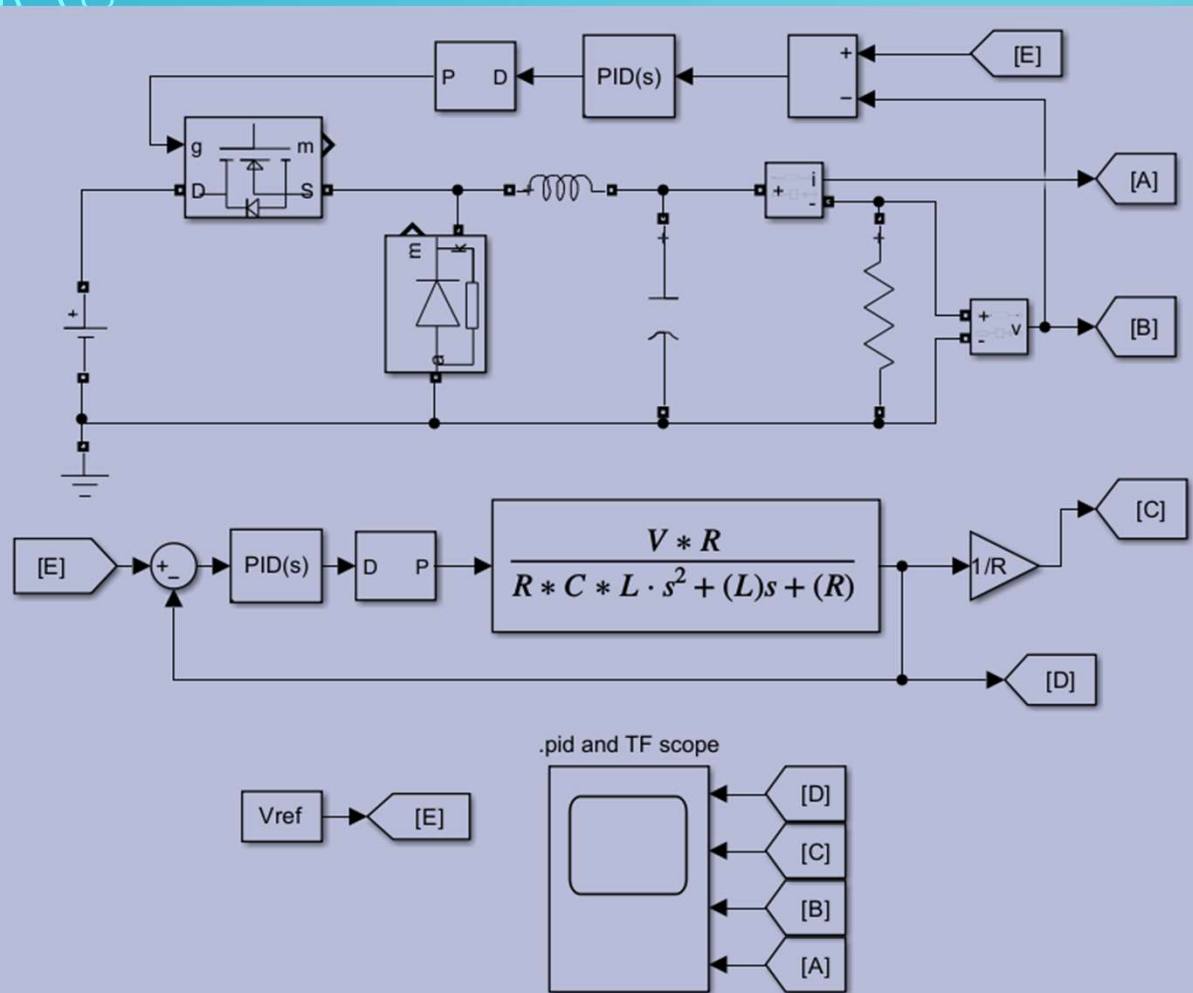 P D
PID(s)
+
−
[E]
g m
D S
[A]
+ i
-
m k
a
+
+
+
+ v
-
[B]
[C]
[E]
+
−
PID(s)
D P
V * R
R * C * L · s² + (L)s + (R)
1/R
[D]
.pid and TF scope
Vref
[E]
[D]
[C]
[B]
[A]